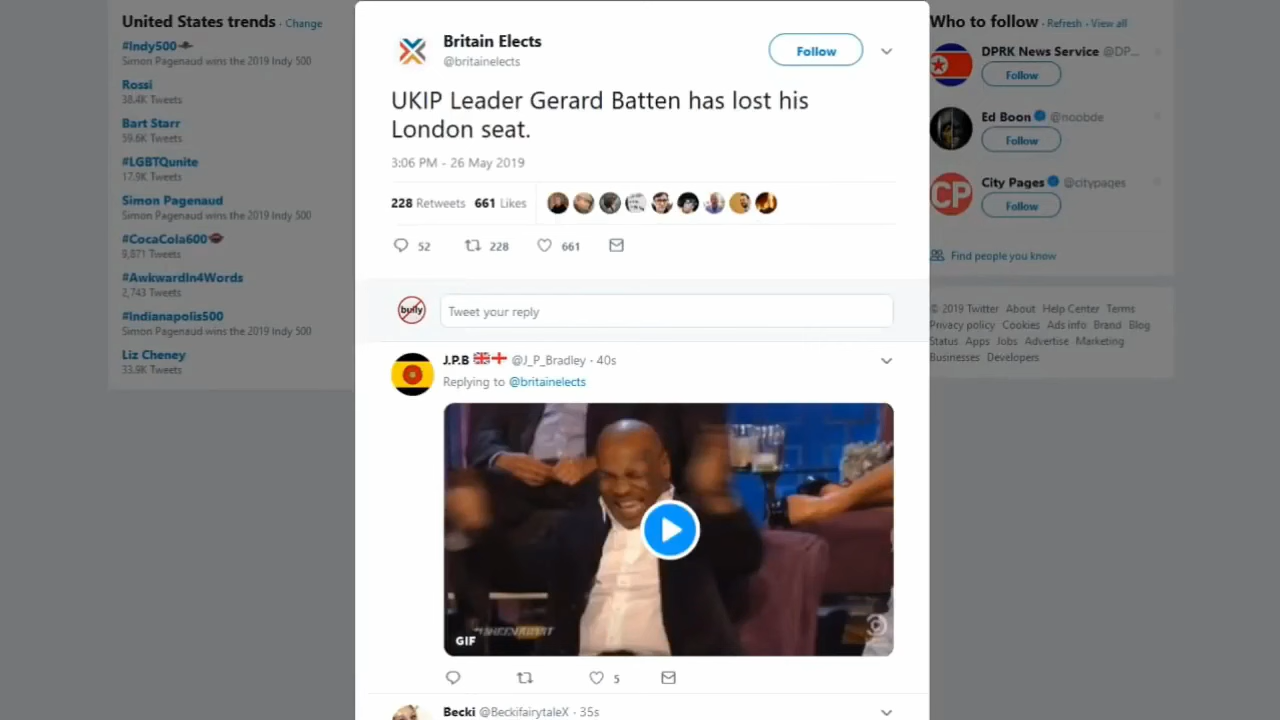 United States trends · Change
#Indy500
Simon Pagenaud wins the 2019 Indy 500
Rossi
38.4K Tweets
Bart Starr
59.6K Tweets
#LGBTQunite
17.9K Tweets
Simon Pagenaud
Simon Pagenaud wins the 2019 Indy 500
#CocaCola600
9,871 Tweets
#AwkwardIn4Words
2,743 Tweets
#Indianapolis500
Simon Pagenaud wins the 2019 Indy 500
Liz Cheney
33.9K Tweets
Britain Elects
@britainelects
Follow
UKIP Leader Gerard Batten has lost his
London seat.
3:06 PM - 26 May 2019
228 Retweets 661 Likes
52 228 661
bully
Tweet your reply
J.P.B @J_P_Bradley · 40s
Replying to @britainelects
GIF
5
Becki @BeckifairytaleX · 35s
Who to follow · Refresh · View all
DPRK News Service @DP...
Follow
Ed Boon @noobde
Follow
CP
City Pages @citypages
Follow
Find people you know
© 2019 Twitter About Help Center Terms
Privacy policy Cookies Ads info Brand Blog
Status Apps Jobs Advertise Marketing
Businesses Developers